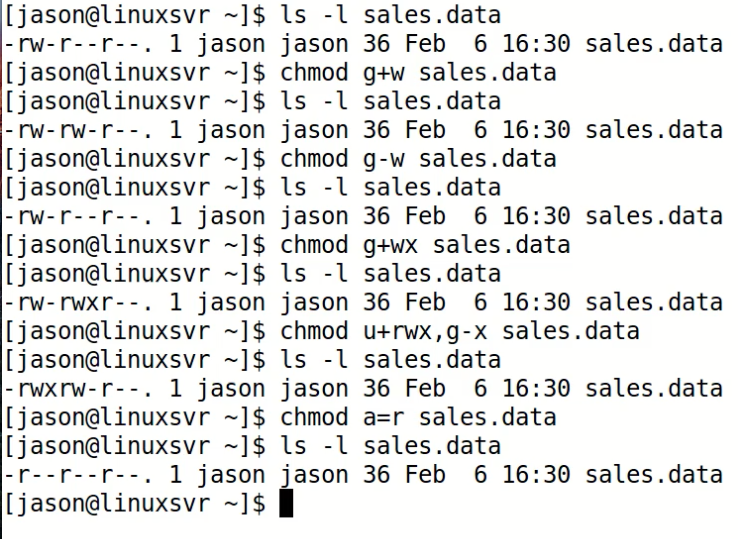 [jason@linuxsvr ~]$ ls -l sales.data
-rw-r--r--. 1 jason jason 36 Feb  6 16:30 sales.data
[jason@linuxsvr ~]$ chmod g+w sales.data
[jason@linuxsvr ~]$ ls -l sales.data
-rw-rw-r--. 1 jason jason 36 Feb  6 16:30 sales.data
[jason@linuxsvr ~]$ chmod g-w sales.data
[jason@linuxsvr ~]$ ls -l sales.data
-rw-r--r--. 1 jason jason 36 Feb  6 16:30 sales.data
[jason@linuxsvr ~]$ chmod g+wx sales.data
[jason@linuxsvr ~]$ ls -l sales.data
-rw-rwxr--. 1 jason jason 36 Feb  6 16:30 sales.data
[jason@linuxsvr ~]$ chmod u+rwx,g-x sales.data
[jason@linuxsvr ~]$ ls -l sales.data
-rwxrw-r--. 1 jason jason 36 Feb  6 16:30 sales.data
[jason@linuxsvr ~]$ chmod a=r sales.data
[jason@linuxsvr ~]$ ls -l sales.data
-r--r--r--. 1 jason jason 36 Feb  6 16:30 sales.data
[jason@linuxsvr ~]$